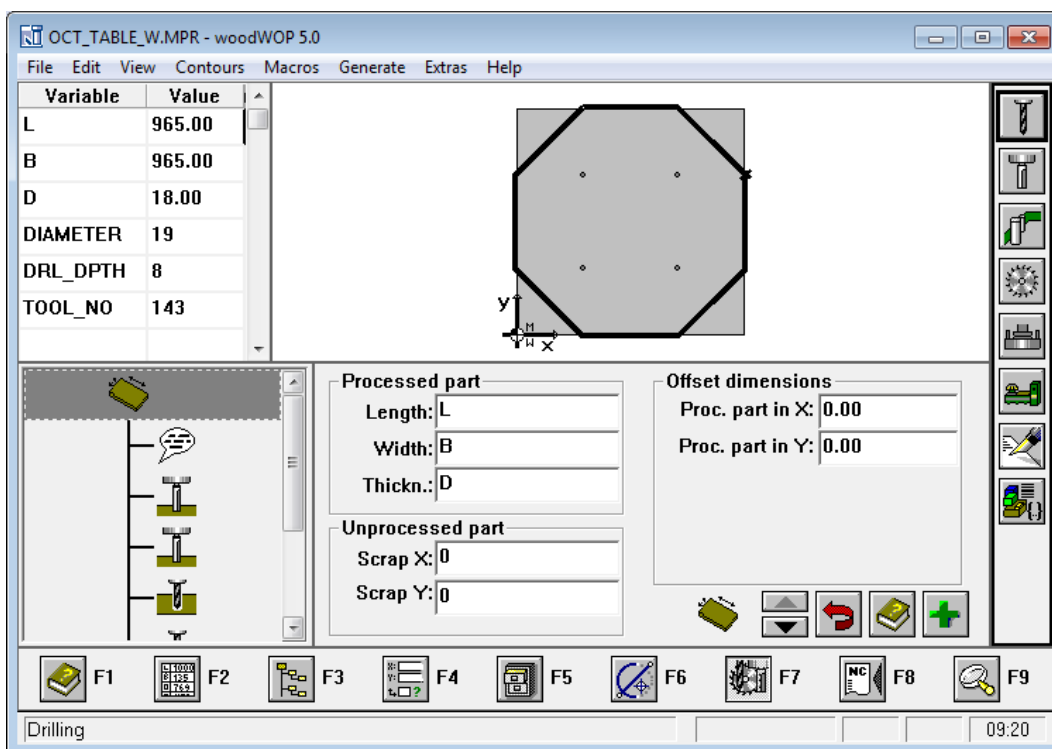 OCT_TABLE_W.MPR - woodWOP 5.0
File Edit View Contours Macros Generate Extras Help
Variable Value
L 965.00
B 965.00
D 18.00
DIAMETER 19
DRL_DPTH 8
TOOL_NO 143
Y
M
W
X
Processed part
Length: L
Width: B
Thickn.: D
Unprocessed part
Scrap X: 0
Scrap Y: 0
Offset dimensions
Proc. part in X: 0.00
Proc. part in Y: 0.00
F1 F2 F3 F4 F5 F6 F7 NC F8 F9
Drilling 09:20